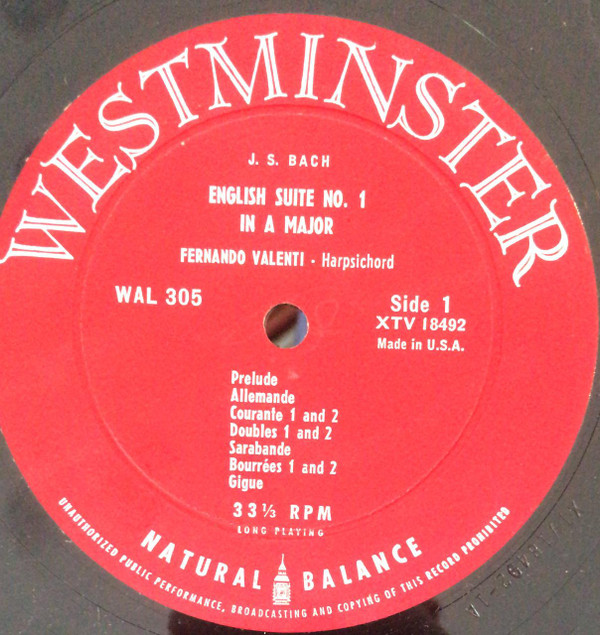 WESTMINSTER
J. S. BACH
ENGLISH SUITE NO. 1
IN A MAJOR
FERNANDO VALENTI - Harpsichord
WAL 305
Side 1
XTV 18492
Made in U.S.A.
Prelude
Allemande
Courante 1 and 2
Doubles 1 and 2
Sarabande
Bourrées 1 and 2
Gigue
33⅓ RPM
LONG PLAYING
NATURAL BALANCE
UNAUTHORIZED PUBLIC PERFORMANCE, BROADCASTING AND COPYING OF THIS RECORD PROHIBITED